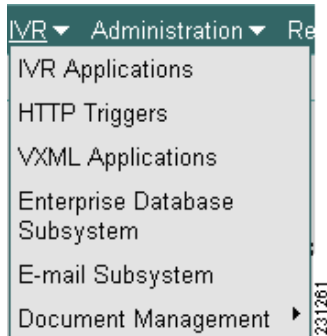 IVR Administration Re
IVR Applications
HTTP Triggers
VXML Applications
Enterprise Database
Subsystem
E-mail Subsystem
Document Management
231261